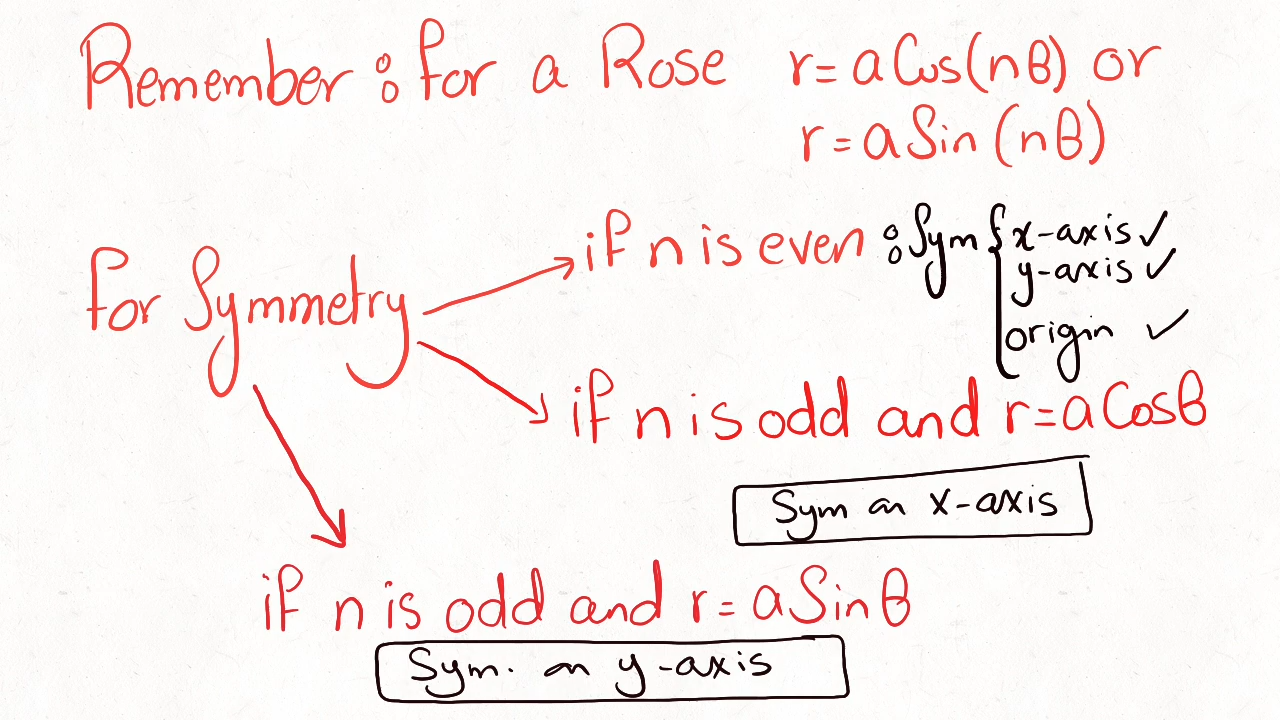 Remember : for a Rose r = a Cos(nθ) or
r = a Sin (nθ)
if n is even : Sym { x-axis ✓
y-axis ✓
for Symmetry
origin ✓
if n is odd and r = a Cosθ
Sym on x-axis
if n is odd and r = a Sinθ
Sym. on y-axis